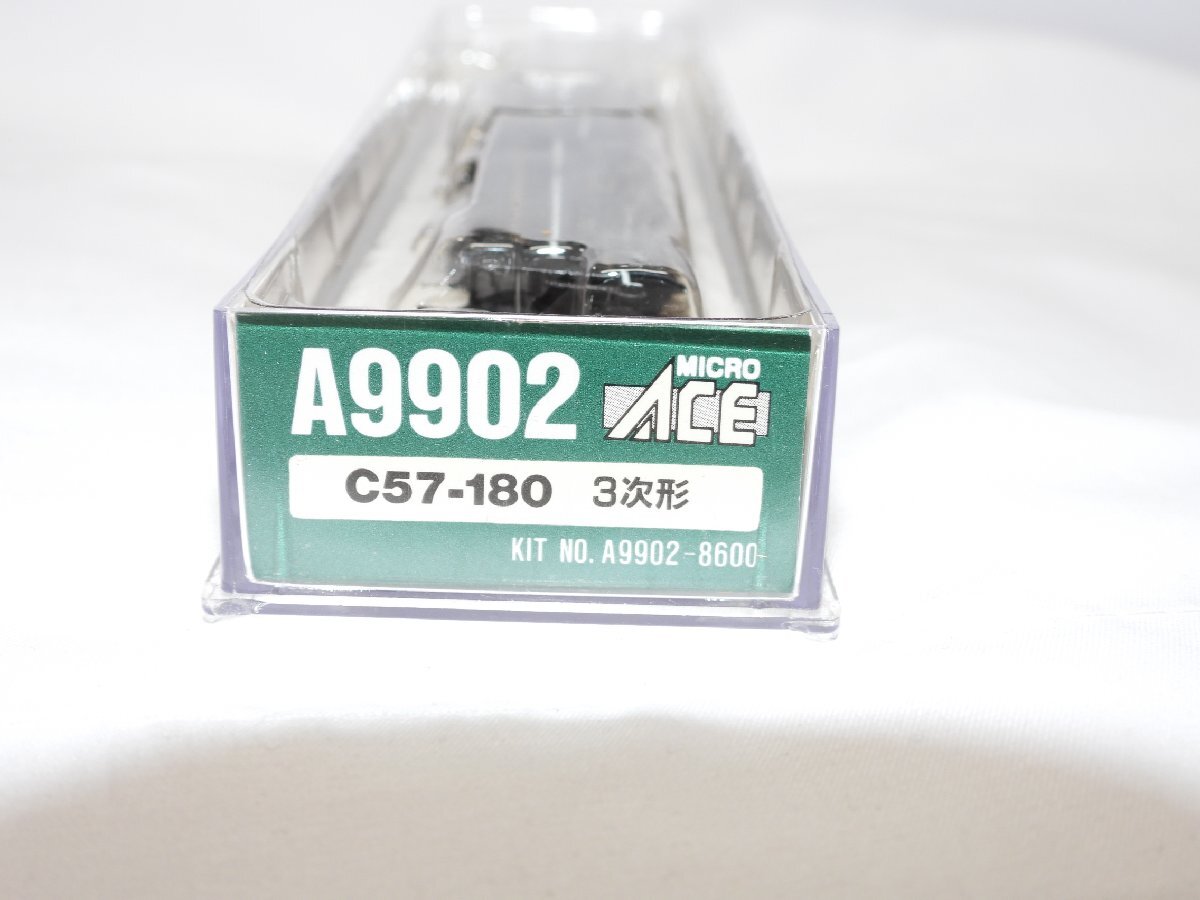 A9902 MICRO ACE
C57-180 3次形
KIT NO. A9902-8600-